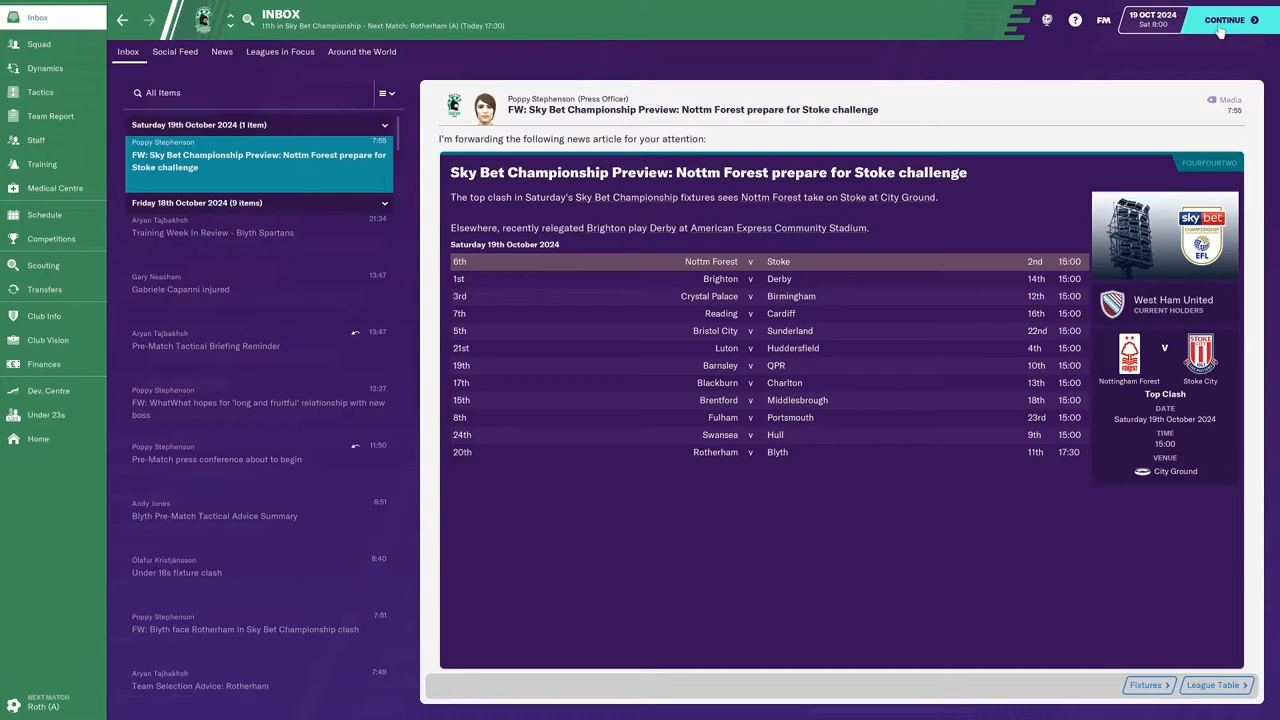 Inbox
Squad
Dynamics
Tactics
Team Report
Staff
Training
Medical Centre
Schedule
Competitions
Scouting
Transfers
Club Info
Club Vision
Finances
Dev. Centre
Under 23s
Home
NEXT MATCH
Roth (A)
INBOX
11th in Sky Bet Championship - Next Match: Rotherham (A) (Today 17:30)
?
FM
19 OCT 2024
Sat 8:00
CONTINUE
Inbox Social Feed News Leagues in Focus Around the World
All Items
Saturday 19th October 2024 (1 item)
Poppy Stephenson 7:55
FW: Sky Bet Championship Preview: Nottm Forest prepare for
Stoke challenge
Friday 18th October 2024 (9 items)
Aryan Tajbakhsh 21:34
Training Week In Review - Blyth Spartans
Gary Neasham 13:47
Gabriele Capanni injured
Aryan Tajbakhsh 13:47
Pre-Match Tactical Briefing Reminder
Poppy Stephenson 12:27
FW: WhatWhat hopes for 'long and fruitful' relationship with new
boss
Poppy Stephenson 11:50
Pre-Match press conference about to begin
Andy Jones 8:51
Blyth Pre-Match Tactical Advice Summary
Ólafur Kristjánsson 8:40
Under 18s fixture clash
Poppy Stephenson 7:51
FW: Blyth face Rotherham in Sky Bet Championship clash
Aryan Tajbakhsh 7:49
Team Selection Advice: Rotherham
Poppy Stephenson (Press Officer)
FW: Sky Bet Championship Preview: Nottm Forest prepare for Stoke challenge
Media
7:55
I'm forwarding the following news article for your attention:
FOURFOURTWO
Sky Bet Championship Preview: Nottm Forest prepare for Stoke challenge
The top clash in Saturday's Sky Bet Championship fixtures sees Nottm Forest take on Stoke at City Ground.
Elsewhere, recently relegated Brighton play Derby at American Express Community Stadium.
Saturday 19th October 2024
6th Nottm Forest v Stoke 2nd 15:00
1st Brighton v Derby 14th 15:00
3rd Crystal Palace v Birmingham 12th 15:00
7th Reading v Cardiff 16th 15:00
5th Bristol City v Sunderland 22nd 15:00
21st Luton v Huddersfield 4th 15:00
19th Barnsley v QPR 10th 15:00
17th Blackburn v Charlton 13th 15:00
15th Brentford v Middlesbrough 18th 15:00
8th Fulham v Portsmouth 23rd 15:00
24th Swansea v Hull 9th 15:00
20th Rotherham v Blyth 11th 17:30
sky bet
CHAMPIONSHIP
EFL
West Ham United
CURRENT HOLDERS
V
Nottingham Forest Stoke City
Top Clash
DATE
Saturday 19th October 2024
TIME
15:00
VENUE
City Ground
Fixtures
League Table